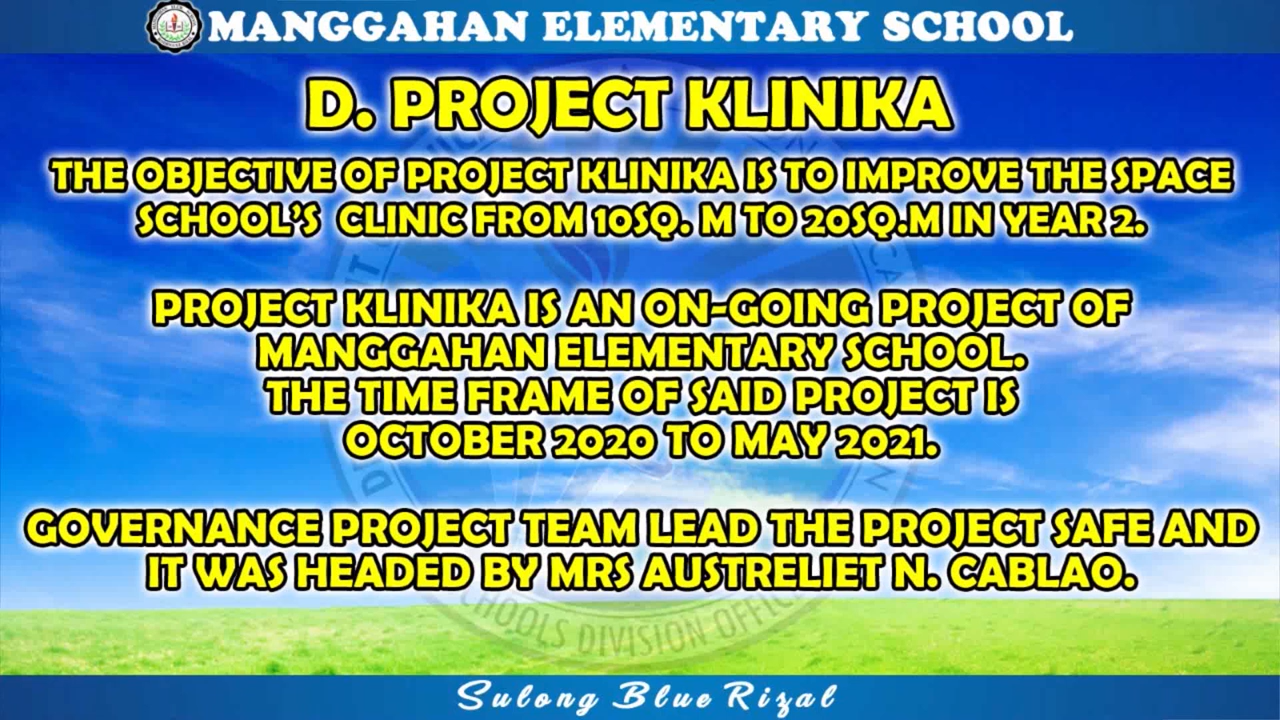 MANGGAHAN ELEMENTARY SCHOOL
D. PROJECT KLINIKA
THE OBJECTIVE OF PROJECT KLINIKA IS TO IMPROVE THE SPACE
SCHOOL'S CLINIC FROM 10SQ. M TO 20SQ.M IN YEAR 2.
PROJECT KLINIKA IS AN ON-GOING PROJECT OF
MANGGAHAN ELEMENTARY SCHOOL.
THE TIME FRAME OF SAID PROJECT IS
OCTOBER 2020 TO MAY 2021.
GOVERNANCE PROJECT TEAM LEAD THE PROJECT SAFE AND
IT WAS HEADED BY MRS AUSTRELIET N. CABLAO.
SCHOOLS DIVISION OFFIC
Sulong Blue Rizal